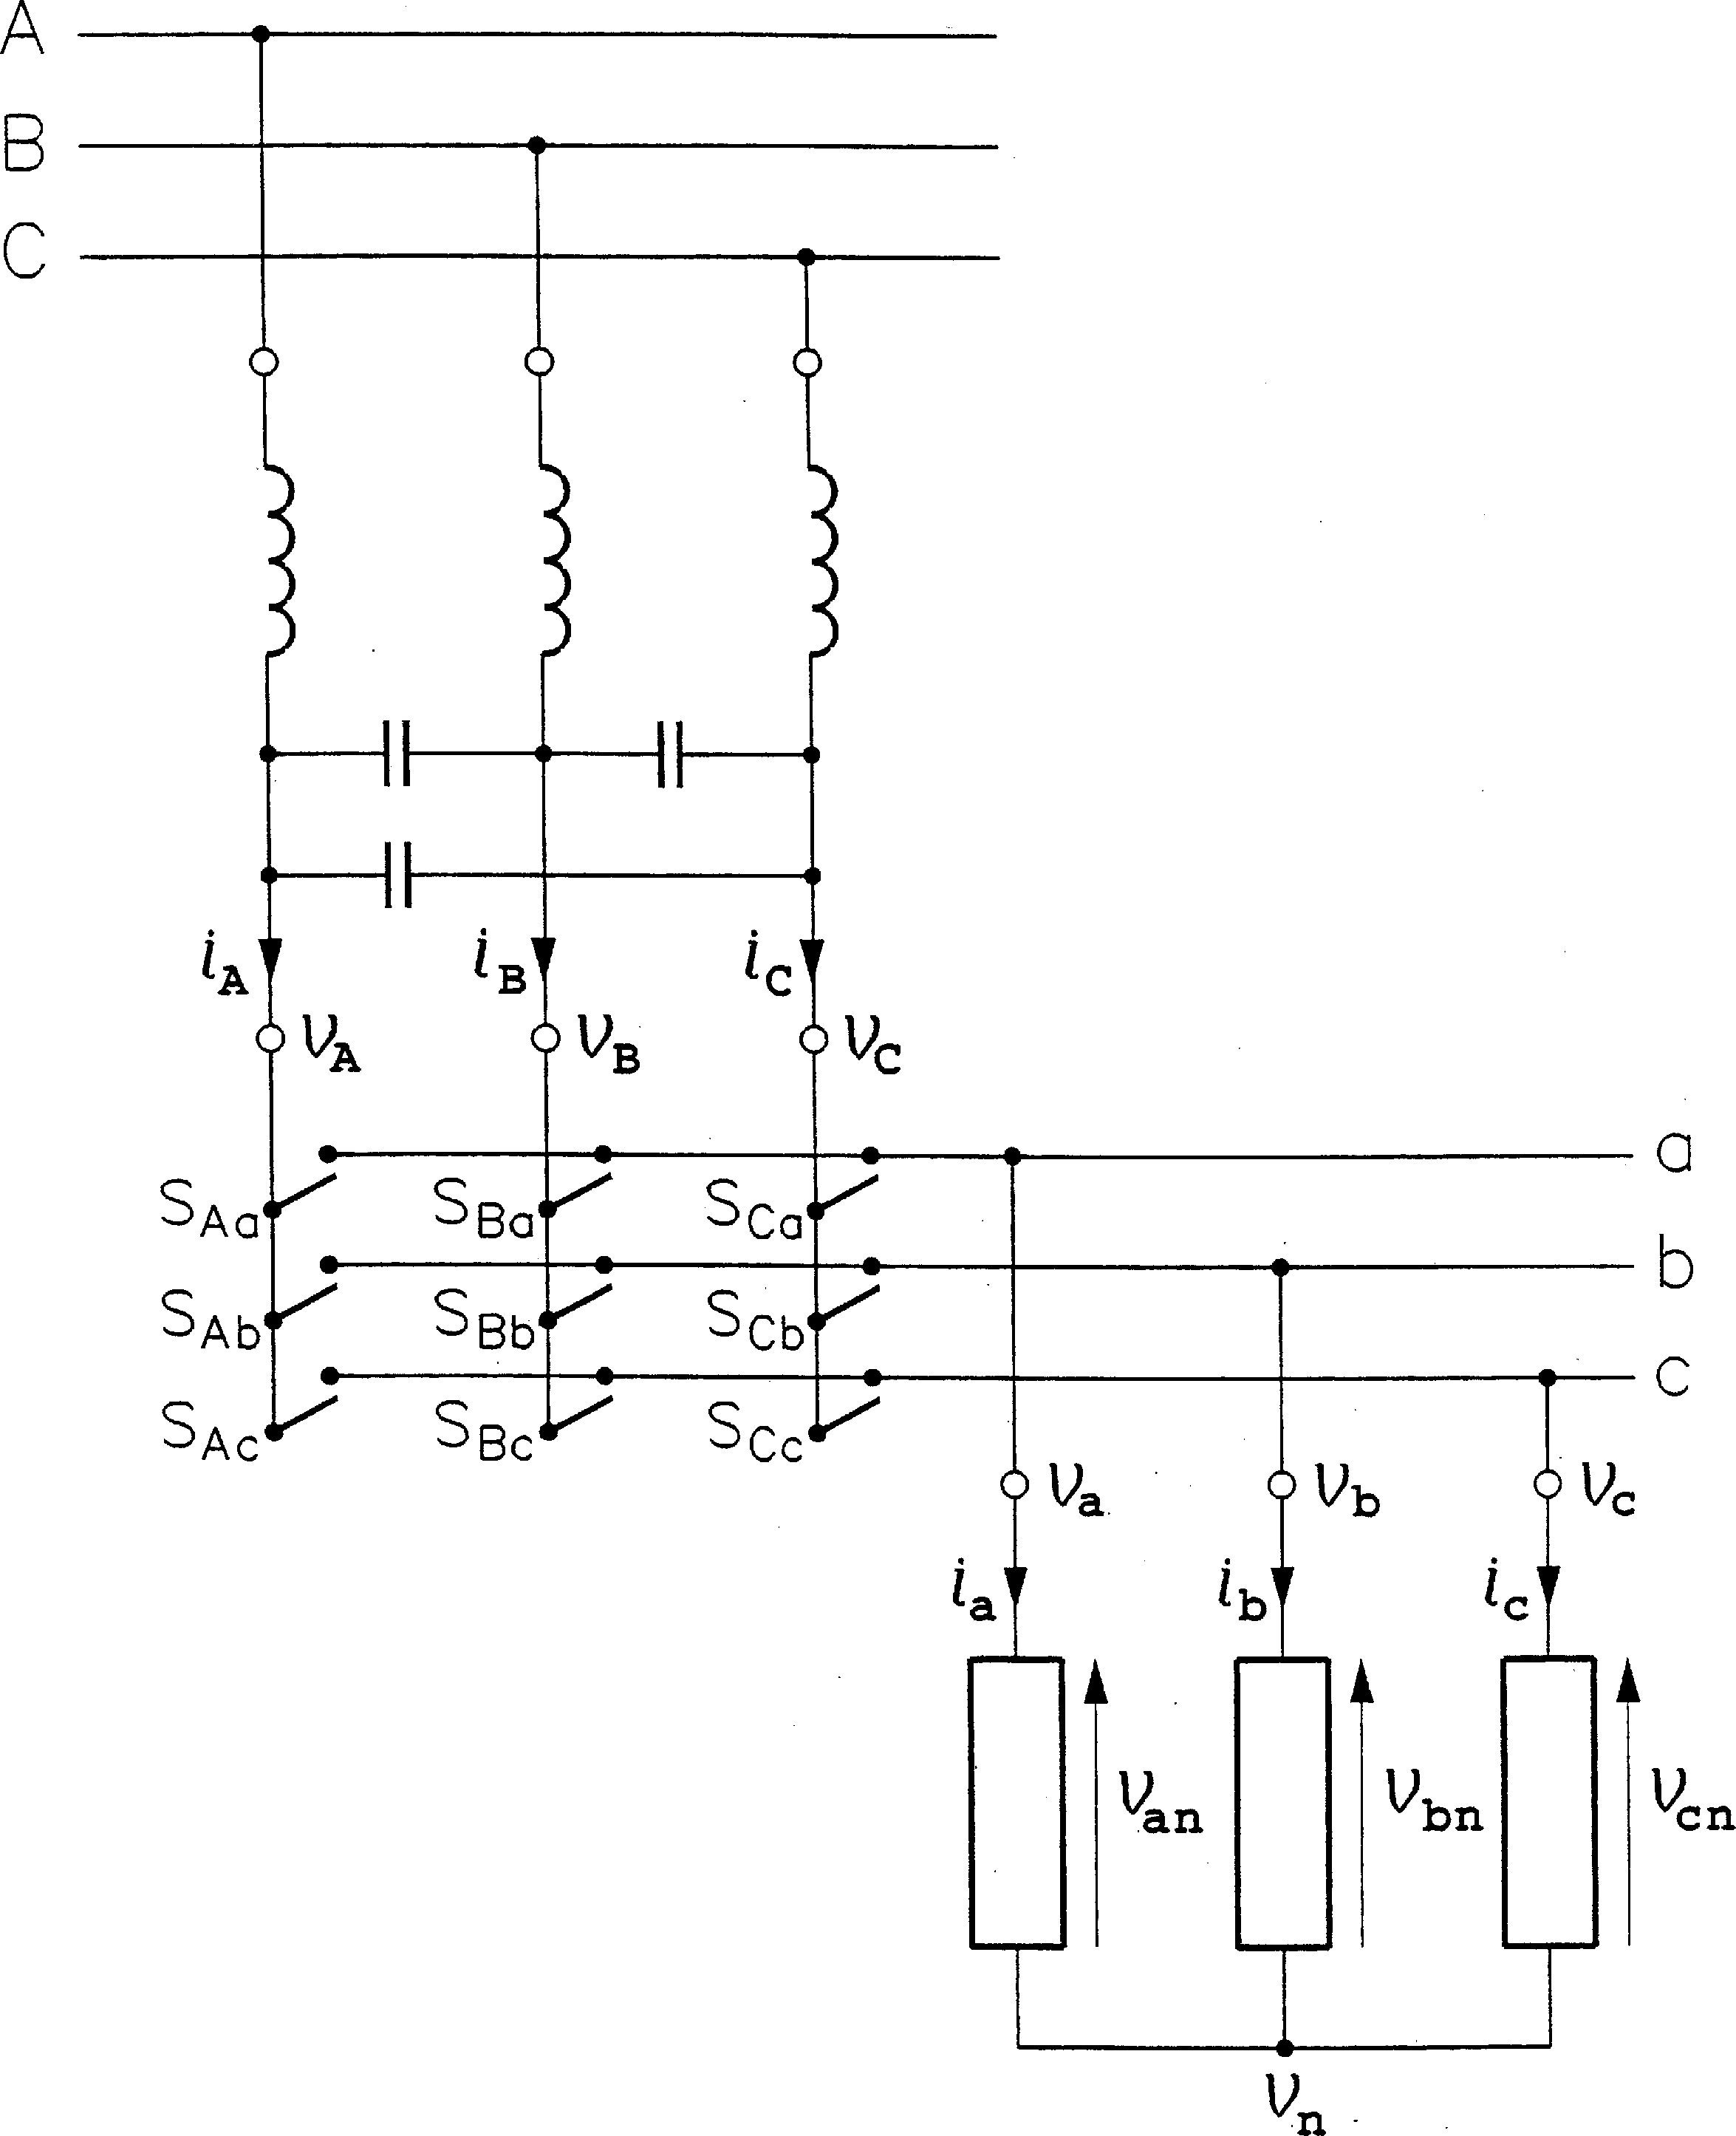 A
B
C
iA iB iC
VA VB VC
a
SAa SBa SCa
b
SAb SBb SCb
c
SAc SBc SCc
Va Vb Vc
ia ib ic
Van Vbn Vcn
Vn